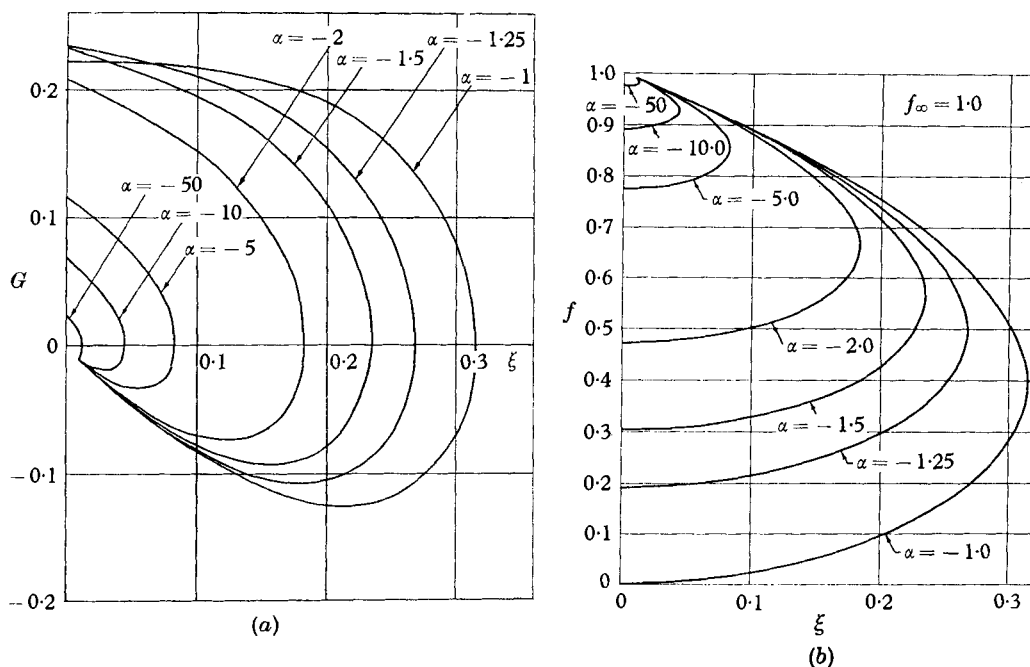 α = − 2
α = − 1·25
α = − 1·5
α = − 1
α = − 50
α = − 10
α = − 5
0·2
0·1
G
0
− 0·1
− 0·2
0·1
0·2
0·3
ξ
(a)
f∞ = 1·0
α = − 50
α = − 10·0
α = − 5·0
α = − 2·0
α = − 1·5
α = − 1·25
α = − 1·0
1·0
0·9
0·8
0·7
0·6
f
0·5
0·4
0·3
0·2
0·1
0
0
0·1
0·2
0·3
ξ
(b)